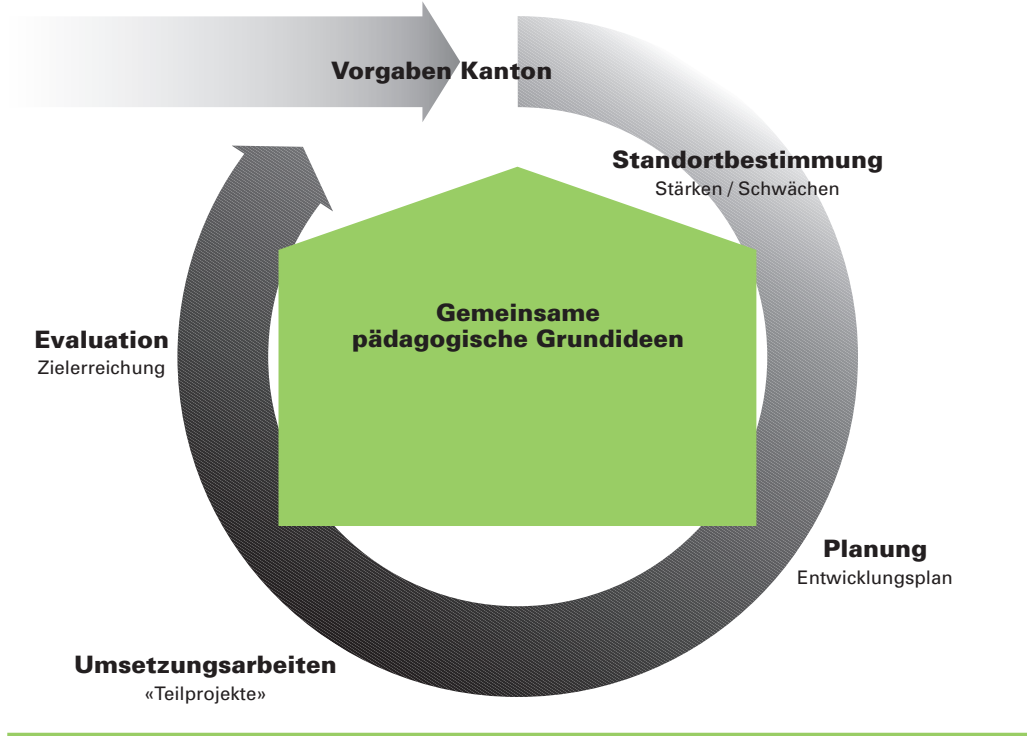 Vorgaben Kanton
Standortbestimmung
Stärken / Schwächen
Gemeinsame
pädagogische Grundideen
Evaluation
Zielerreichung
Planung
Entwicklungsplan
Umsetzungsarbeiten
«Teilprojekte»